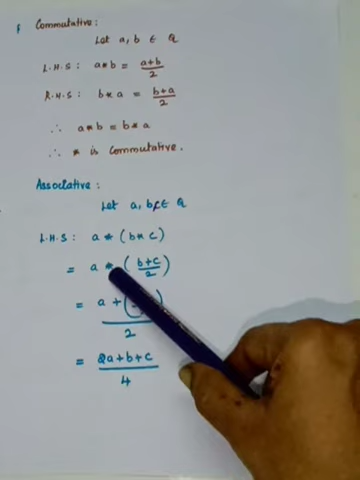 Commutative :
Let a, b ∈ Q
L.H.S : a * b = a+b/2
R.H.S : b * a = b+a/2
∴ a * b = b * a
∴ * is Commutative.
Associative :
Let a, b, c ∈ Q
L.H.S : a * (b * c)
= a * (b+c/2)
= a + ( ) / 2
= 2a+b+c/4